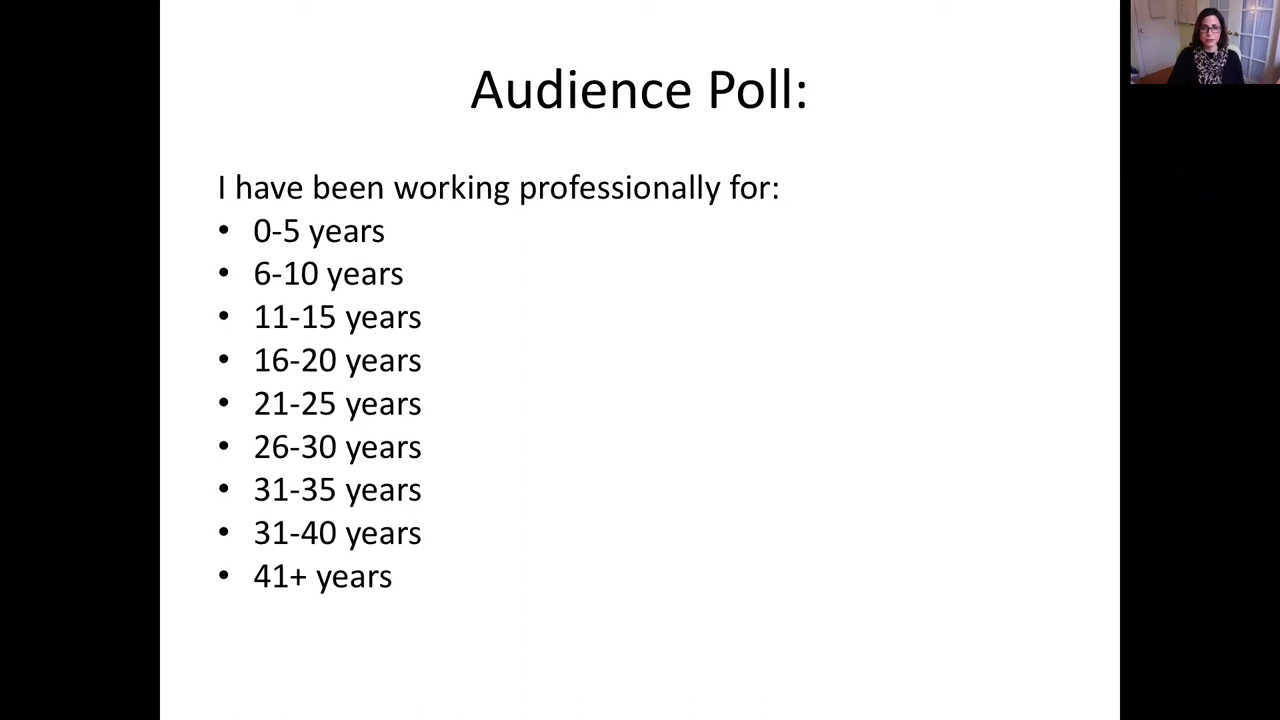 Audience Poll:
I have been working professionally for:
• 0-5 years
• 6-10 years
• 11-15 years
• 16-20 years
• 21-25 years
• 26-30 years
• 31-35 years
• 31-40 years
• 41+ years